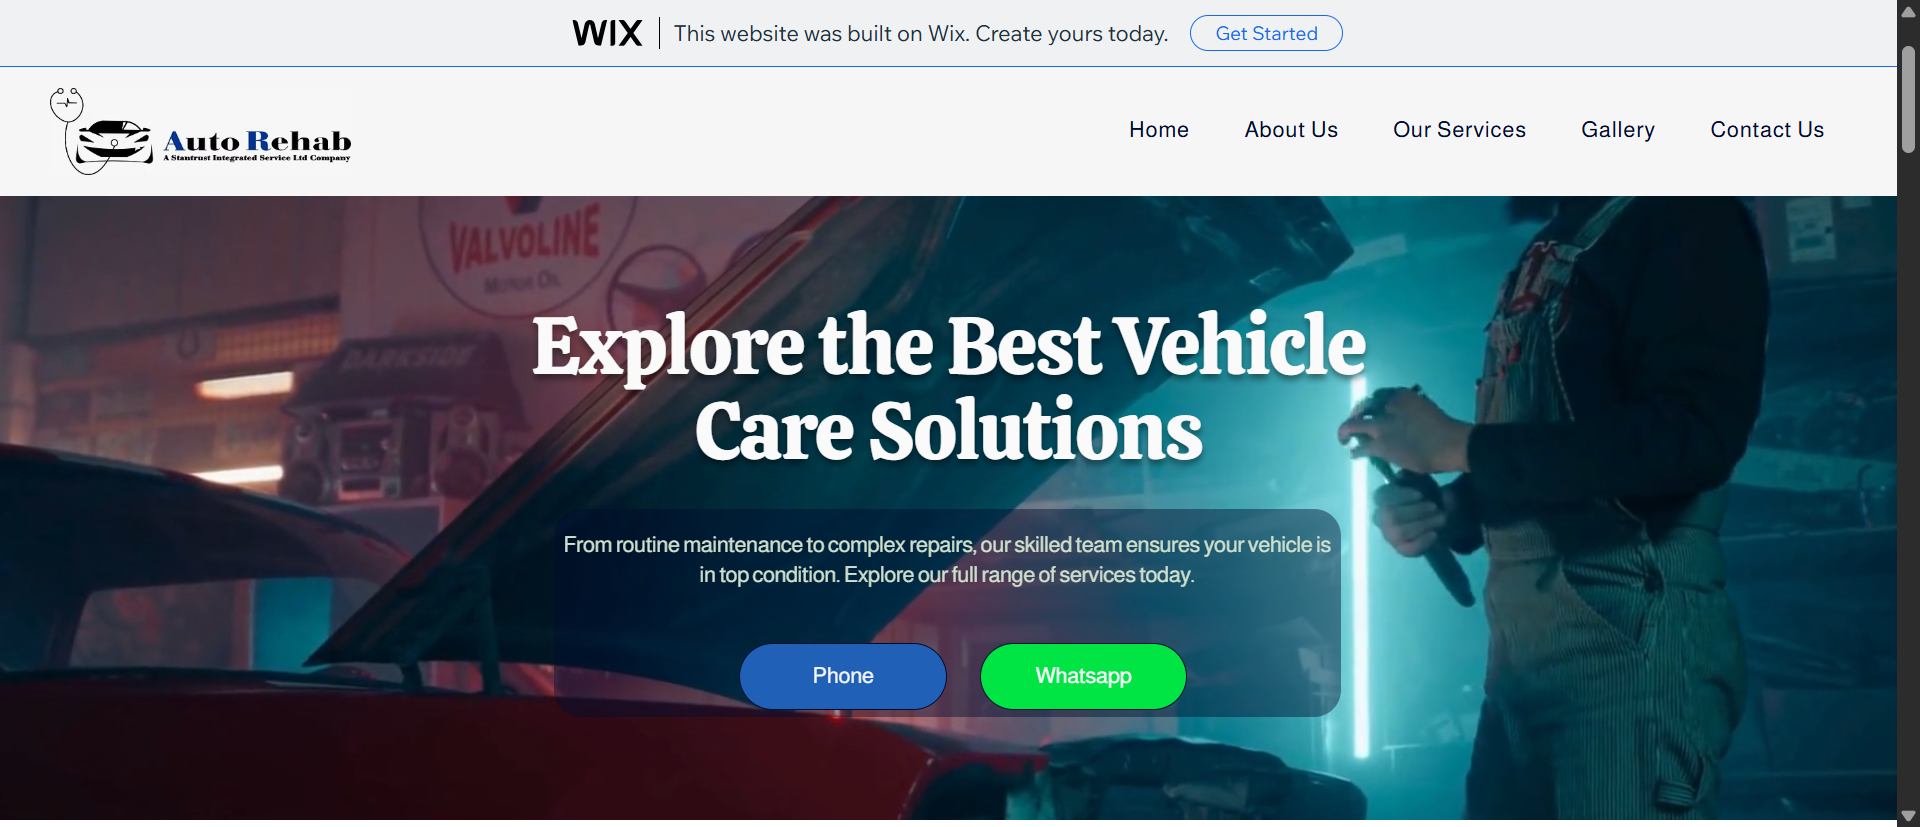 WIX
This website was built on Wix. Create yours today.
Get Started
Auto Rehab
A Stantrust Integrated Service Ltd Company
Home
About Us
Our Services
Gallery
Contact Us
VALVOLINE
MOTOR OIL
DARKSIDE
Explore the Best Vehicle
Care Solutions
From routine maintenance to complex repairs, our skilled team ensures your vehicle is
in top condition. Explore our full range of services today.
Phone
Whatsapp